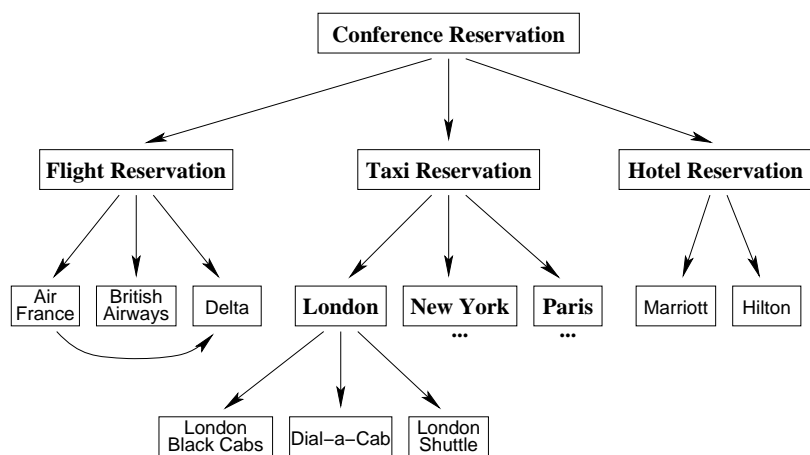 Conference Reservation
Flight Reservation
Taxi Reservation
Hotel Reservation
Air
France
British
Airways
Delta
London
New York
...
Paris
...
Marriott
Hilton
London
Black Cabs
Dial−a−Cab
London
Shuttle